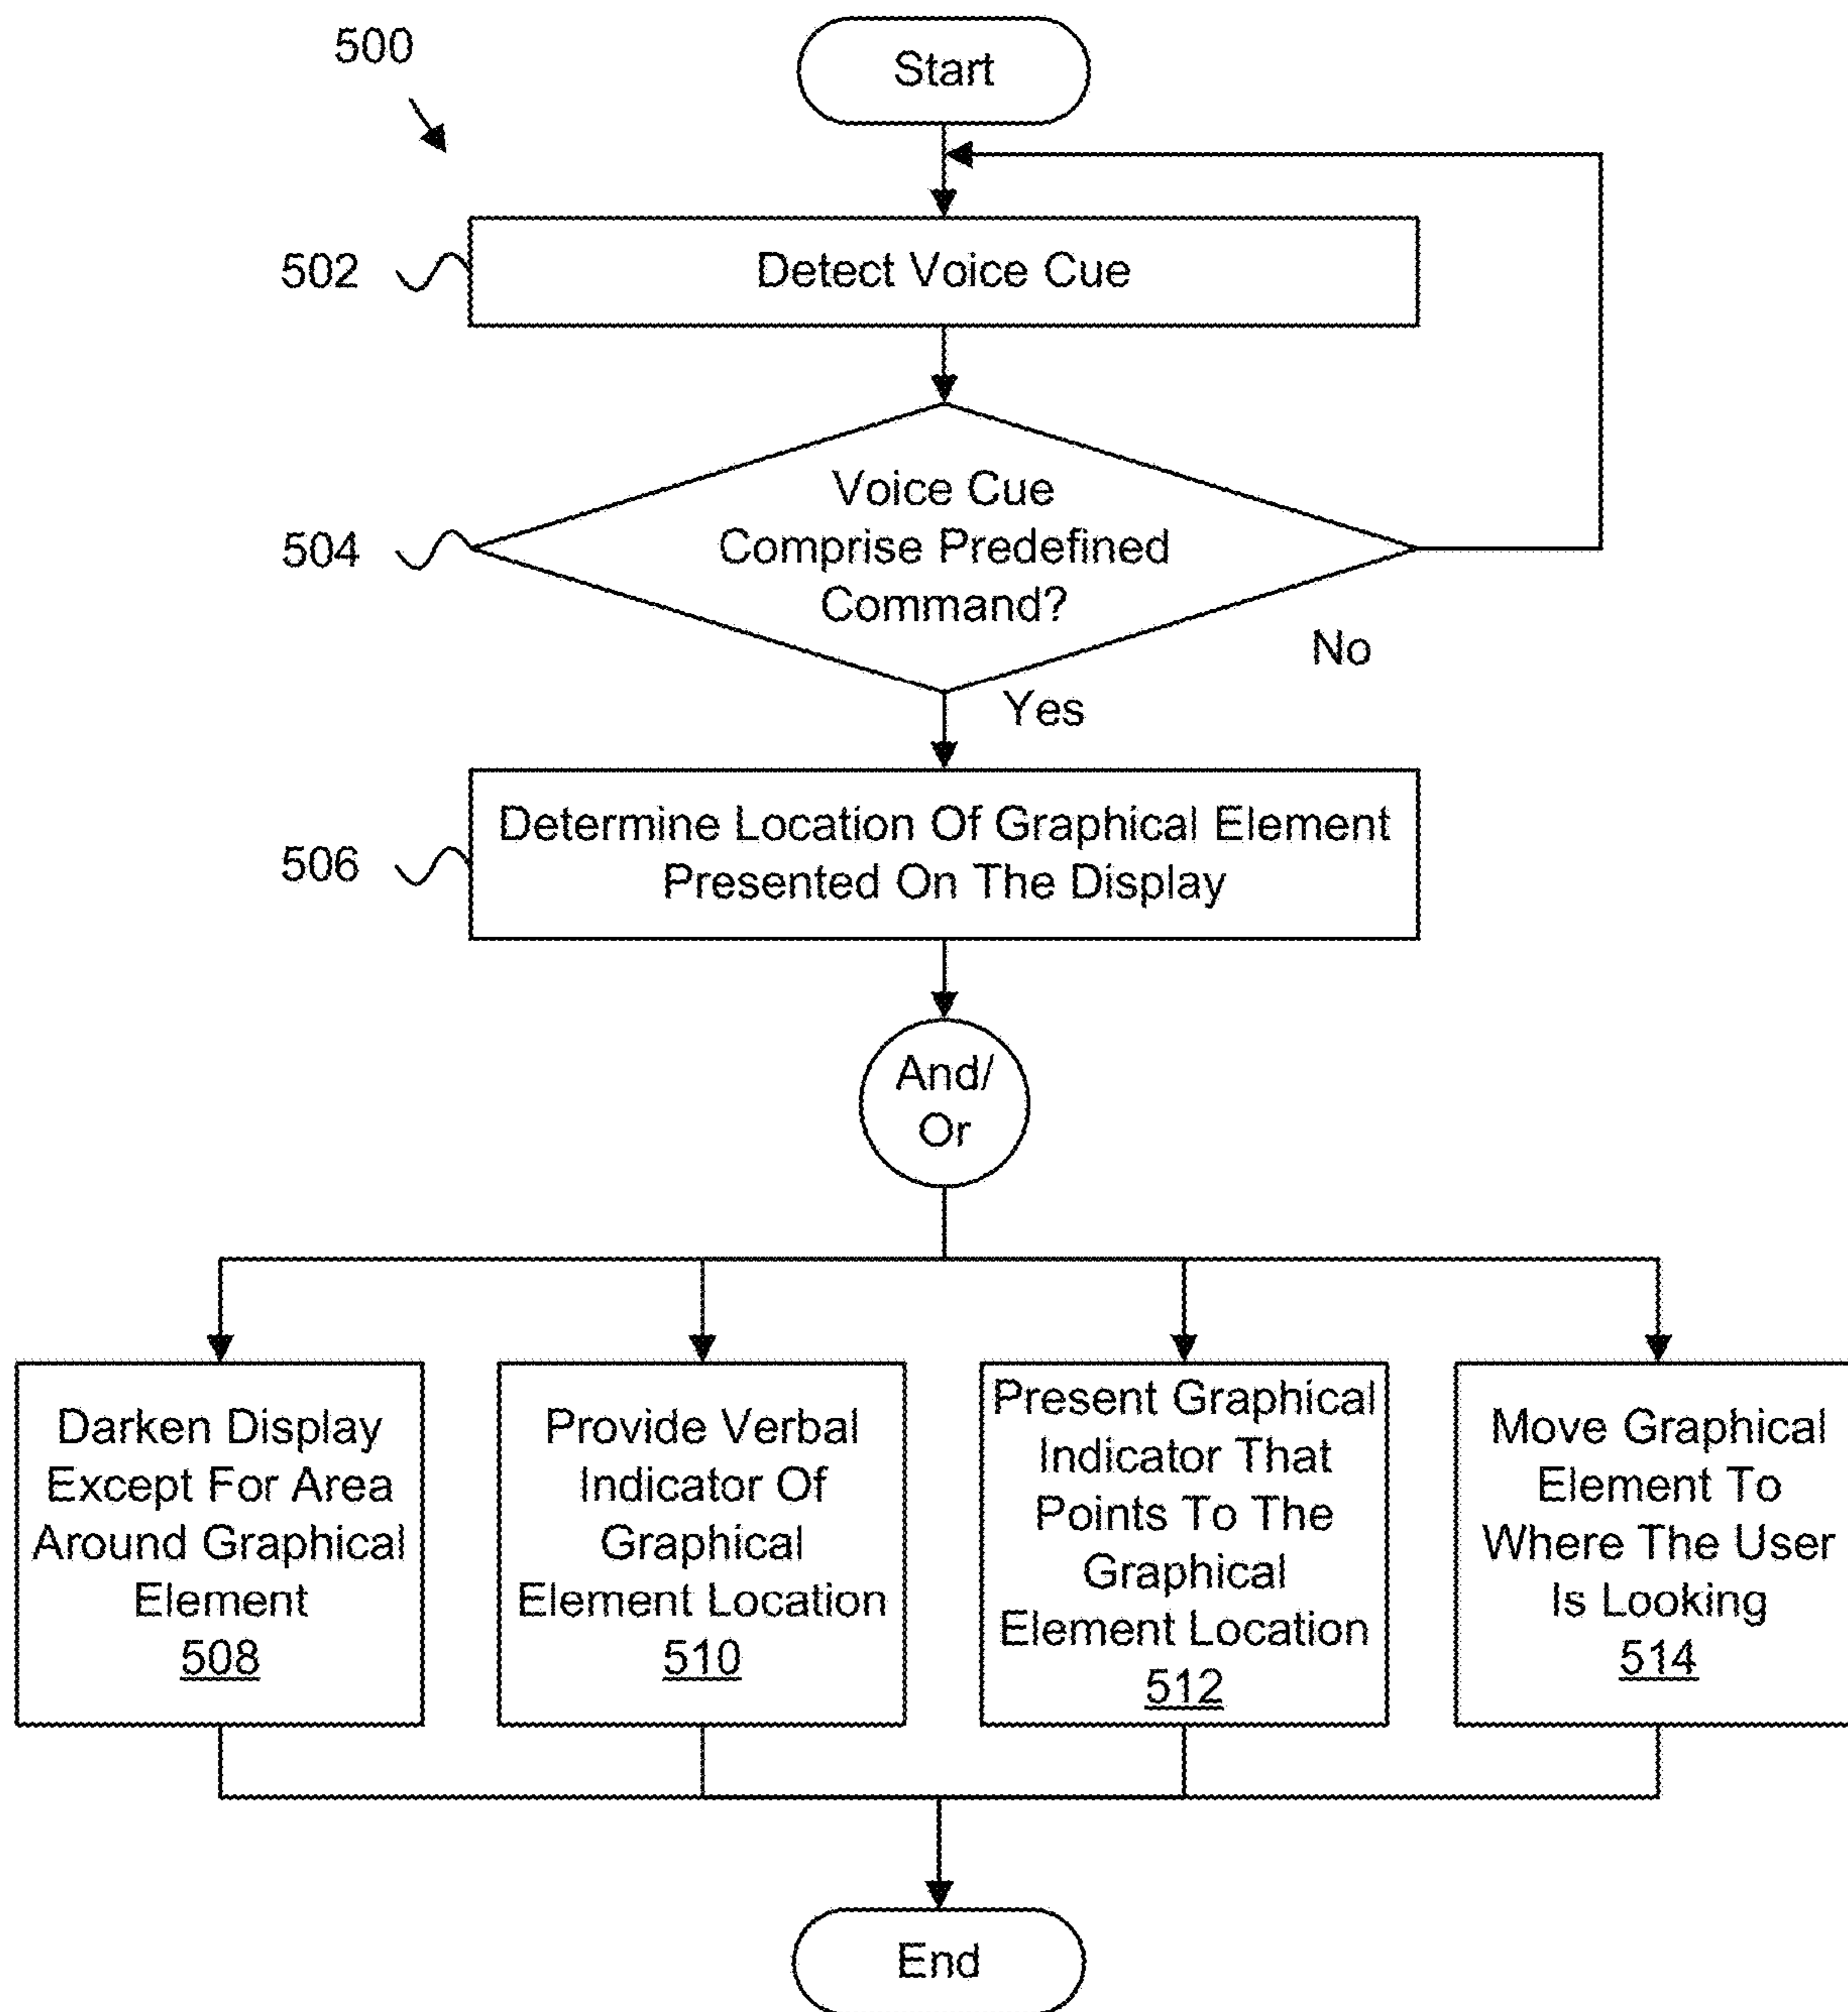 500
Start
502
Detect Voice Cue
504
Voice Cue
Comprise Predefined
Command?
No
Yes
506
Determine Location Of Graphical Element
Presented On The Display
And/
Or
Darken Display
Except For Area
Around Graphical
Element
508
Provide Verbal
Indicator Of
Graphical
Element Location
510
Present Graphical
Indicator That
Points To The
Graphical
Element Location
512
Move Graphical
Element To
Where The User
Is Looking
514
End